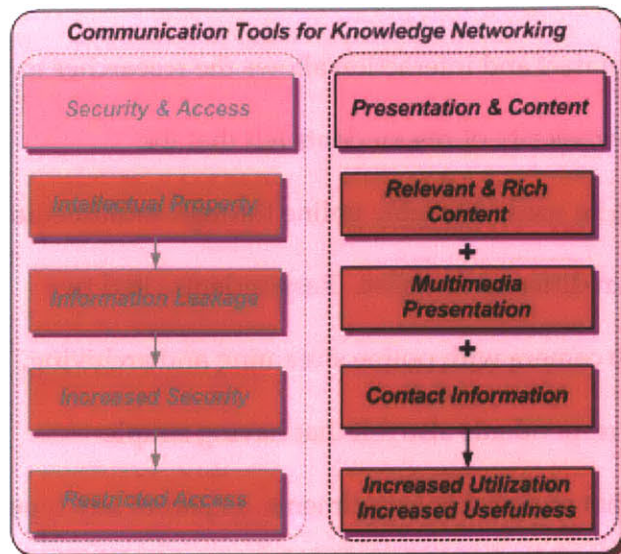 Communication Tools for Knowledge Networking
Security & Access
Intellectual Property
Information Leakage
Increased Security
Restricted Access
Presentation & Content
Relevant & Rich
Content
+
Multimedia
Presentation
+
Contact Information
Increased Utilization
Increased Usefulness